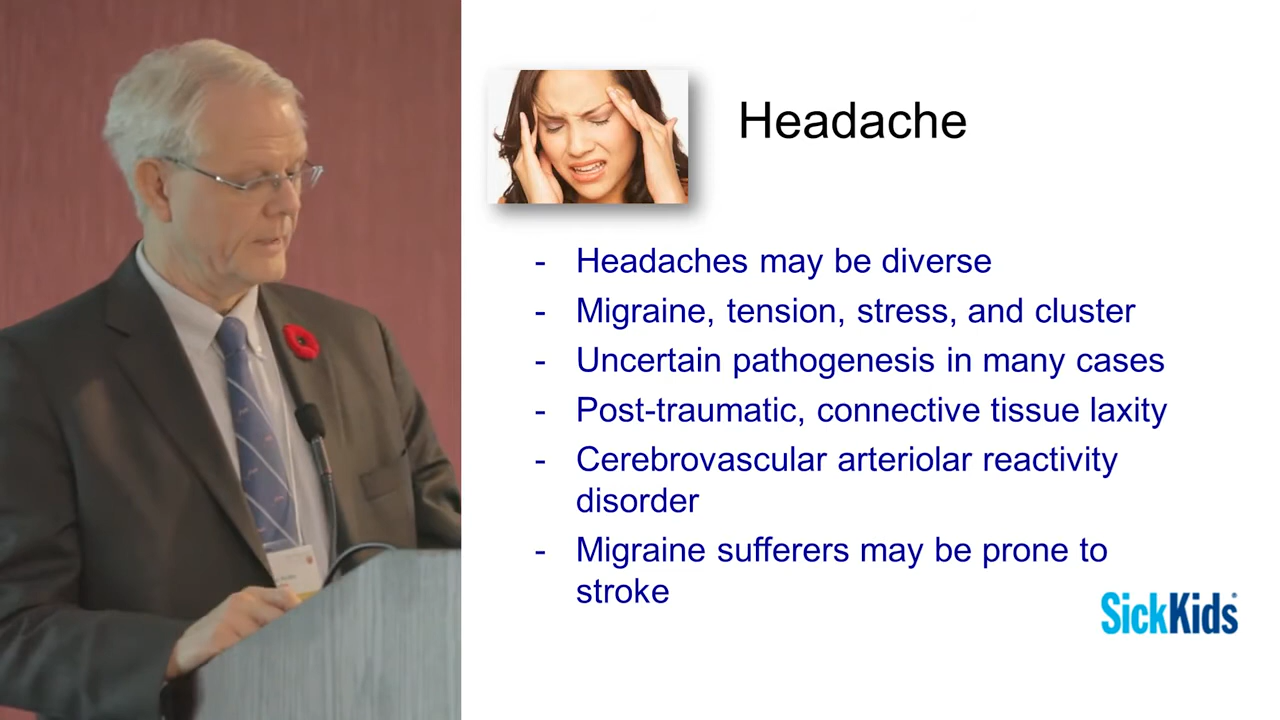 Headache
- Headaches may be diverse
- Migraine, tension, stress, and cluster
- Uncertain pathogenesis in many cases
- Post-traumatic, connective tissue laxity
- Cerebrovascular arteriolar reactivity
disorder
- Migraine sufferers may be prone to
stroke
SickKids®